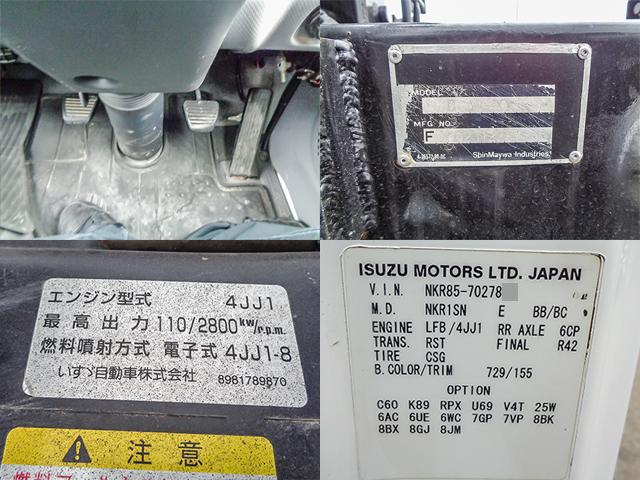 MODEL
MFG NO.
F
ShinMaywa Industries
エンジン型式 4JJ1
最高出力 110/2800 kw/r.p.m.
燃料噴射方式 電子式 4JJ1-8
いすゞ自動車株式会社 8981789870
注意
ISUZU MOTORS LTD. JAPAN
V.I.N. NKR85-70278
M.D. NKR1SN E BB/BC
ENGINE LFB/4JJ1 RR AXLE 6CP
TRANS. RST FINAL R42
TIRE CSG
B.COLOR/TRIM 729/155
OPTION
C60 K89 RPX U69 V4T 25W
6AC 6UE 6WC 7GP 7VP 8BK
8BX 8GJ 8JM